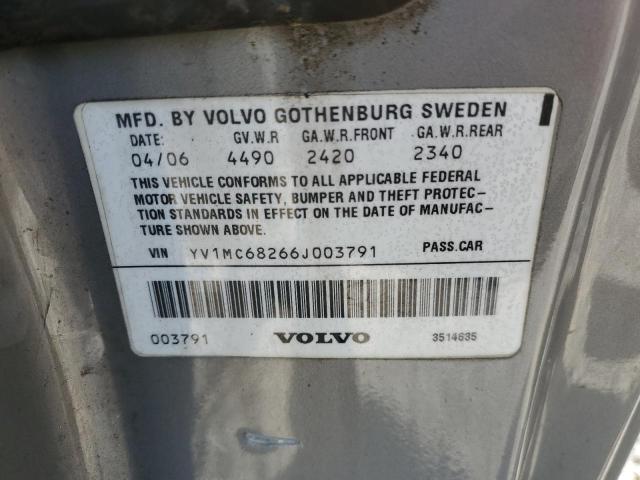 MFD. BY VOLVO GOTHENBURG SWEDEN
DATE: GV.W.R GA.W.R.FRONT GA.W.R.REAR
04/06 4490 2420 2340
THIS VEHICLE CONFORMS TO ALL APPLICABLE FEDERAL
MOTOR VEHICLE SAFETY, BUMPER AND THEFT PROTEC-
TION STANDARDS IN EFFECT ON THE DATE OF MANUFAC-
TURE SHOWN ABOVE.
VIN YV1MC68266J003791 PASS.CAR
003791 VOLVO 3514635